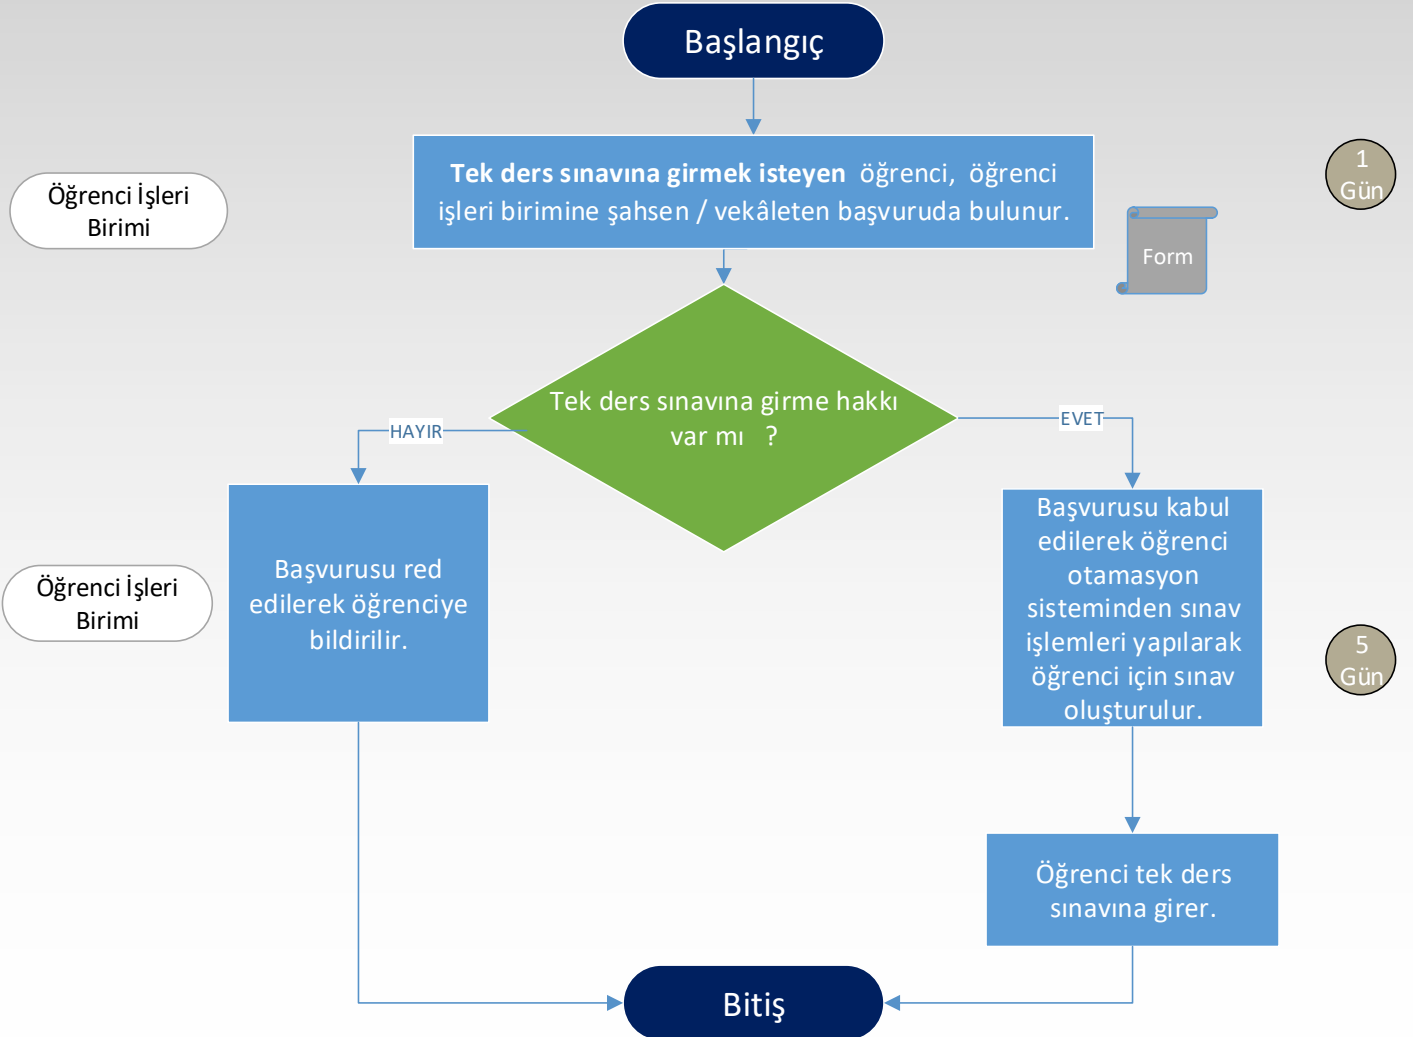 Başlangıç
Tek ders sınavına girmek isteyen öğrenci, öğrenci
işleri birimine şahsen / vekâleten başvuruda bulunur.
Öğrenci İşleri
Birimi
1
Gün
Form
Tek ders sınavına girme hakkı
var mı ?
HAYIR
EVET
Başvurusu red
edilerek öğrenciye
bildirilir.
Başvurusu kabul
edilerek öğrenci
otamasyon
sisteminden sınav
işlemleri yapılarak
öğrenci için sınav
oluşturulur.
Öğrenci İşleri
Birimi
5
Gün
Öğrenci tek ders
sınavına girer.
Bitiş